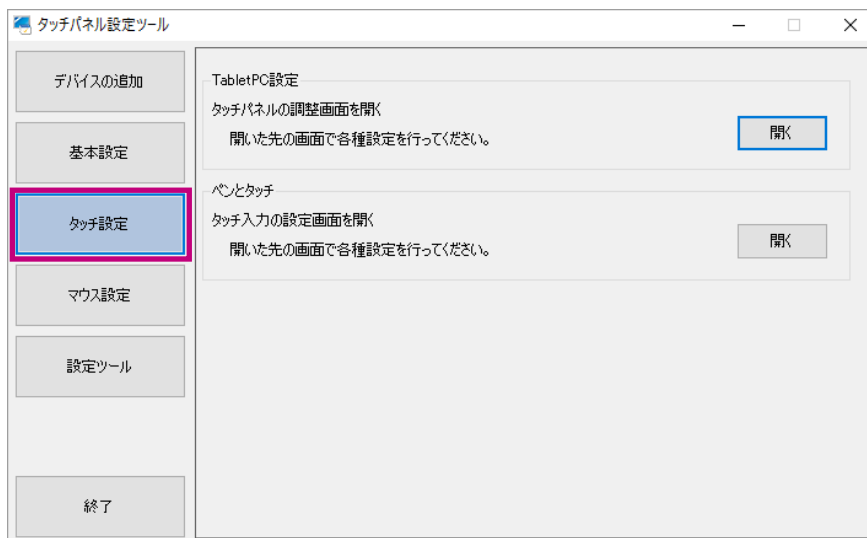 タッチパネル設定ツール
デバイスの追加
基本設定
タッチ設定
マウス設定
設定ツール
終了
TabletPC設定
タッチパネルの調整画面を開く
開いた先の画面で各種設定を行ってください。
開く
ペンとタッチ
タッチ入力の設定画面を開く
開いた先の画面で各種設定を行ってください。
開く